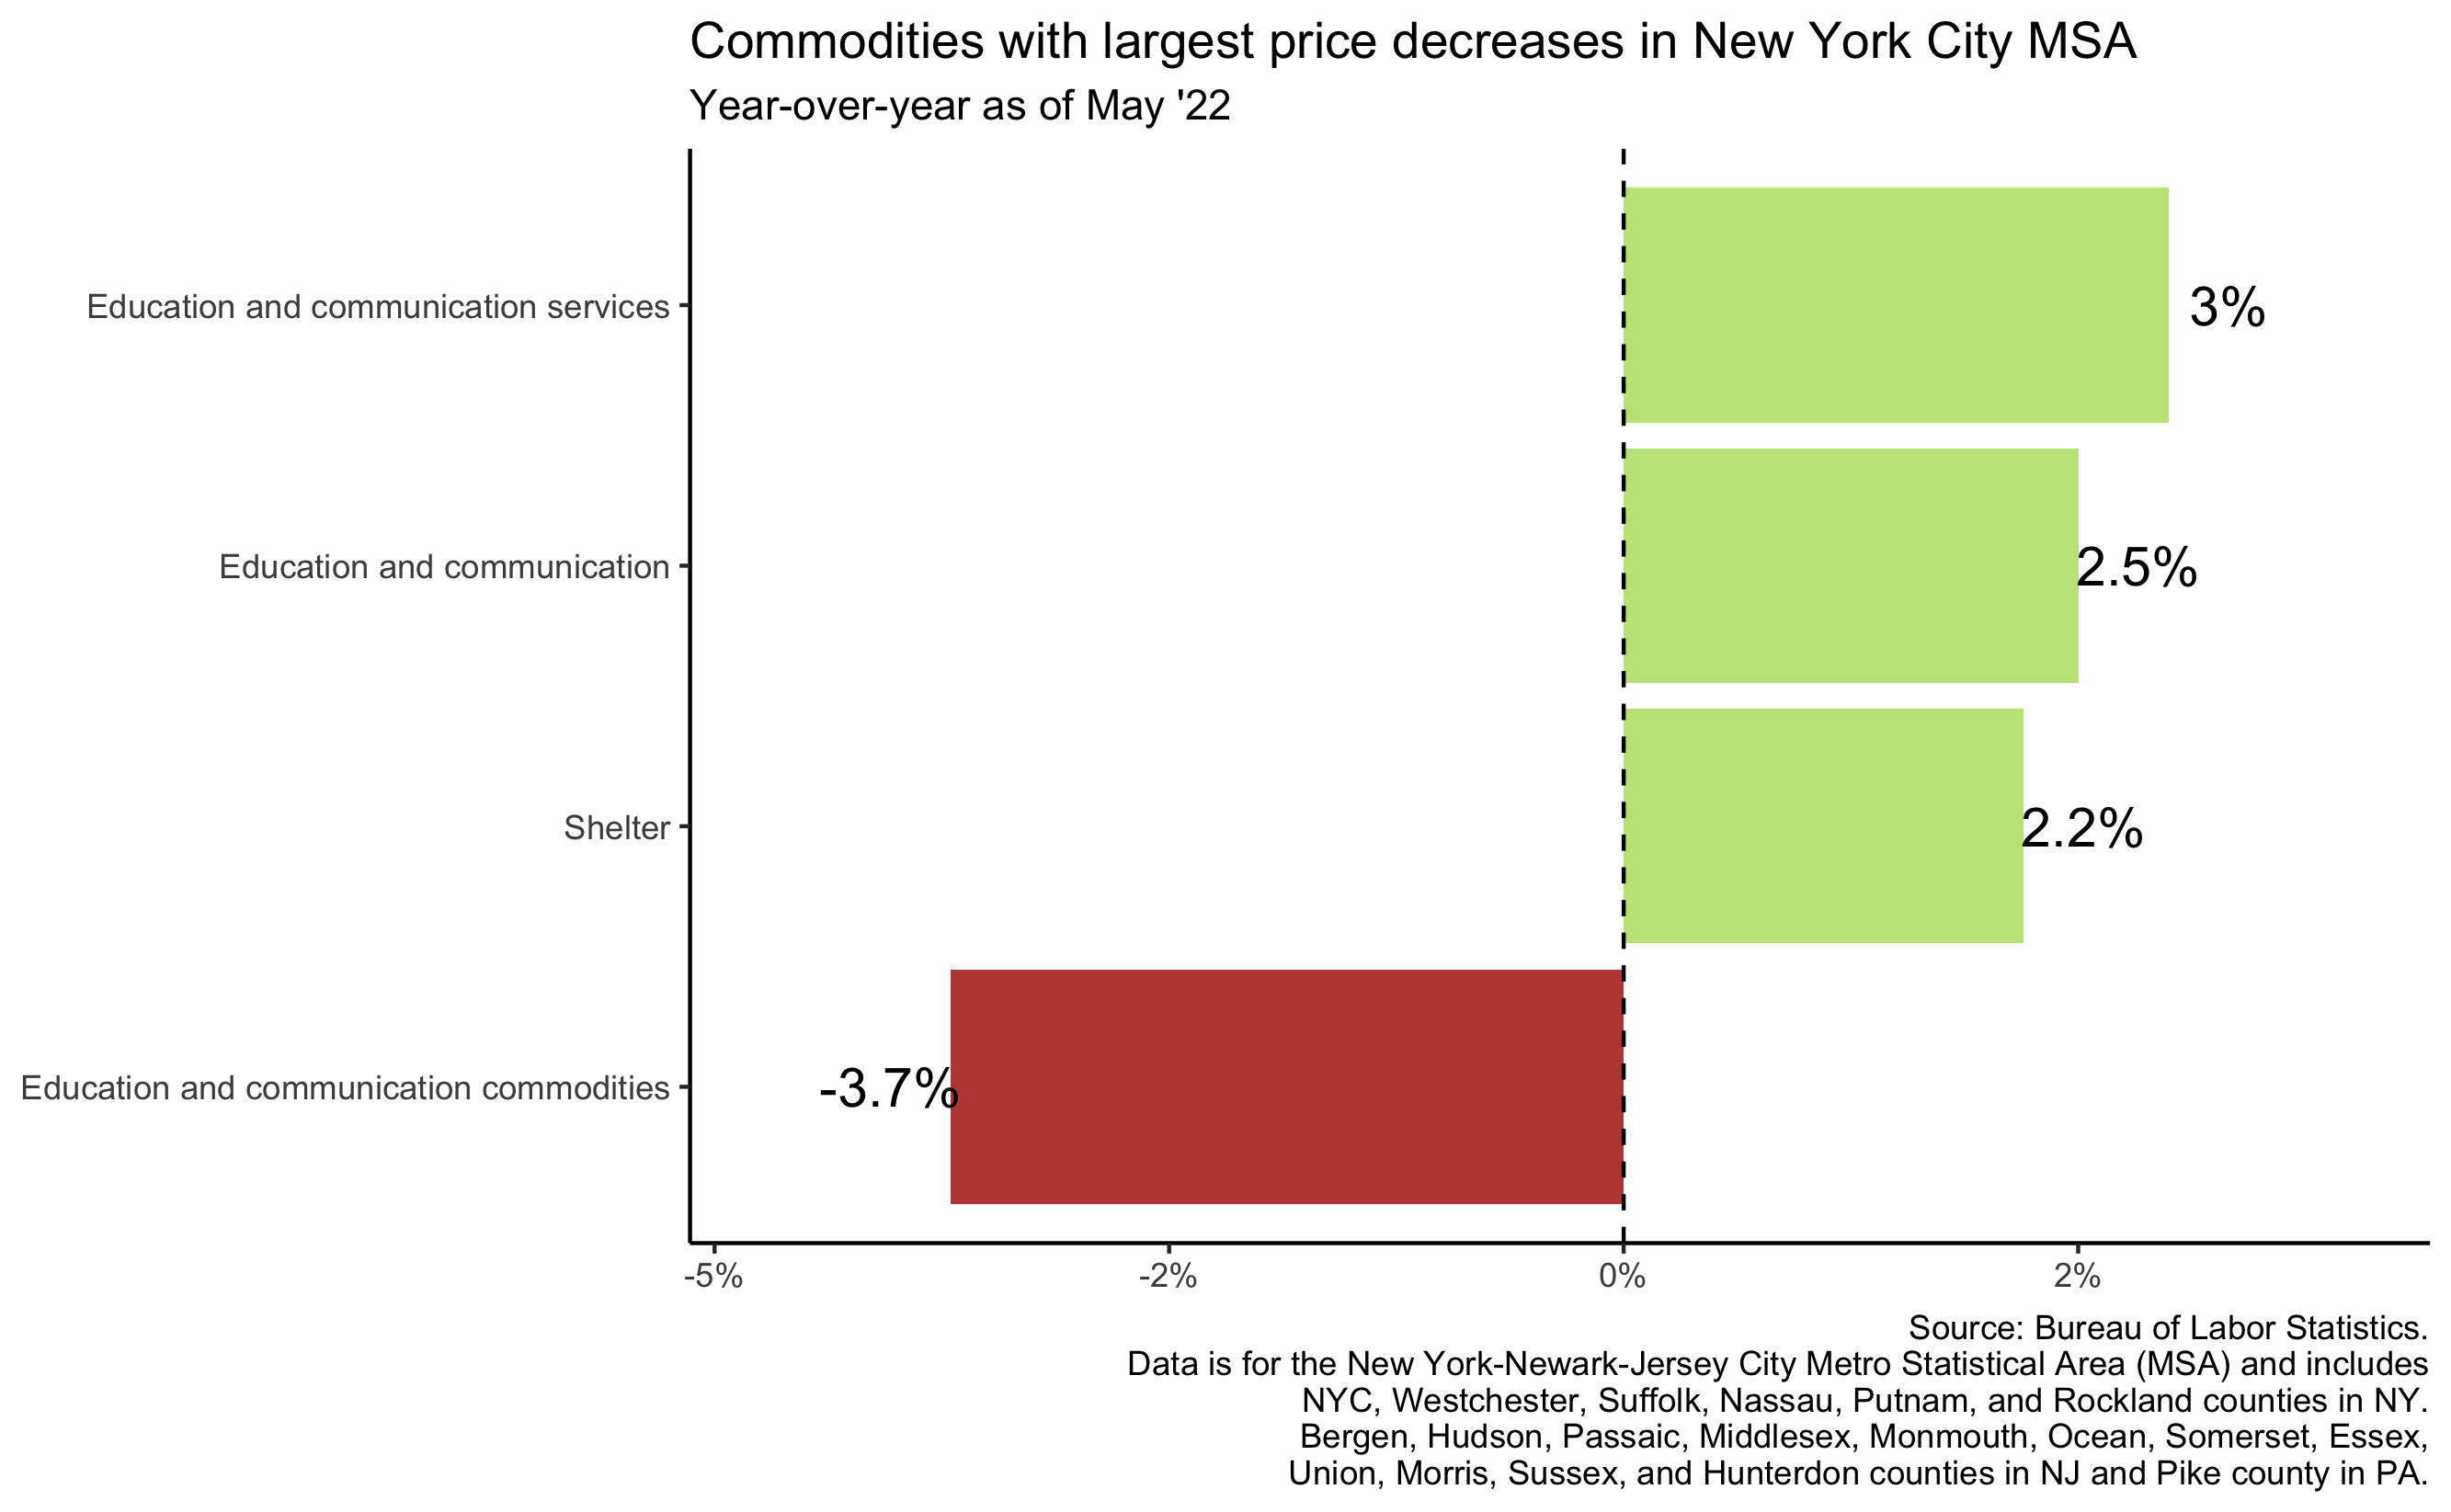 Commodities with largest price decreases in New York City MSA
Year-over-year as of May '22
Education and communication services
3%
Education and communication
2.5%
Shelter
2.2%
Education and communication commodities
-3.7%
-5%
-2%
0%
2%
Source: Bureau of Labor Statistics.
Data is for the New York-Newark-Jersey City Metro Statistical Area (MSA) and includes
NYC, Westchester, Suffolk, Nassau, Putnam, and Rockland counties in NY.
Bergen, Hudson, Passaic, Middlesex, Monmouth, Ocean, Somerset, Essex,
Union, Morris, Sussex, and Hunterdon counties in NJ and Pike county in PA.